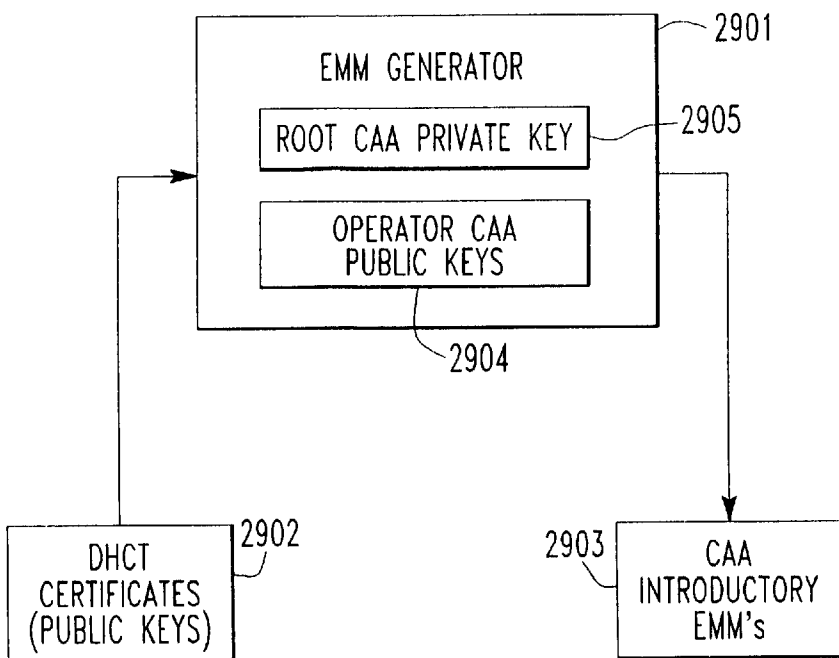 2901
EMM GENERATOR
ROOT CAA PRIVATE KEY
2905
OPERATOR CAA
PUBLIC KEYS
2904
DHCT
CERTIFICATES
(PUBLIC KEYS)
2902
2903
CAA
INTRODUCTORY
EMM's